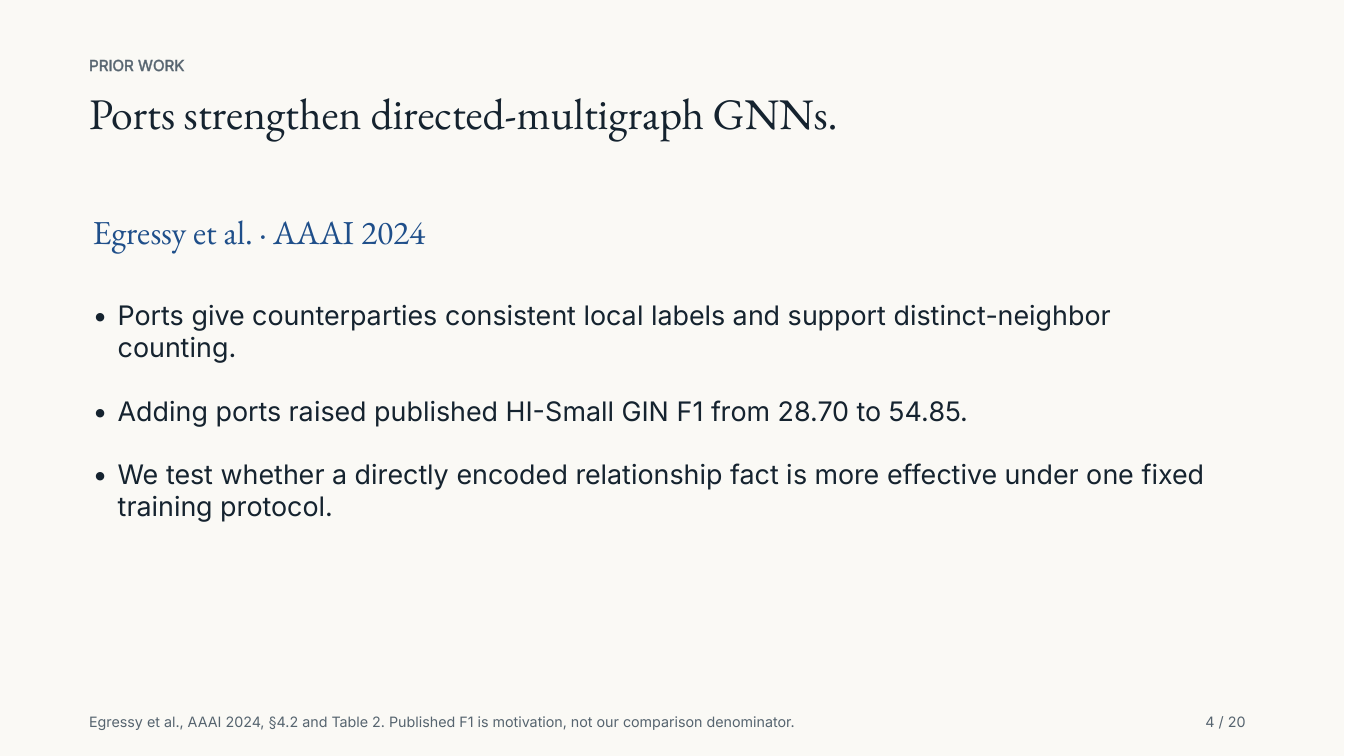 PRIOR WORK
Ports strengthen directed-multigraph GNNs.
Egressy et al. · AAAI 2024
• Ports give counterparties consistent local labels and support distinct-neighbor
counting.
• Adding ports raised published HI-Small GIN F1 from 28.70 to 54.85.
• We test whether a directly encoded relationship fact is more effective under one fixed
training protocol.
Egressy et al., AAAI 2024, §4.2 and Table 2. Published F1 is motivation, not our comparison denominator.
4 / 20